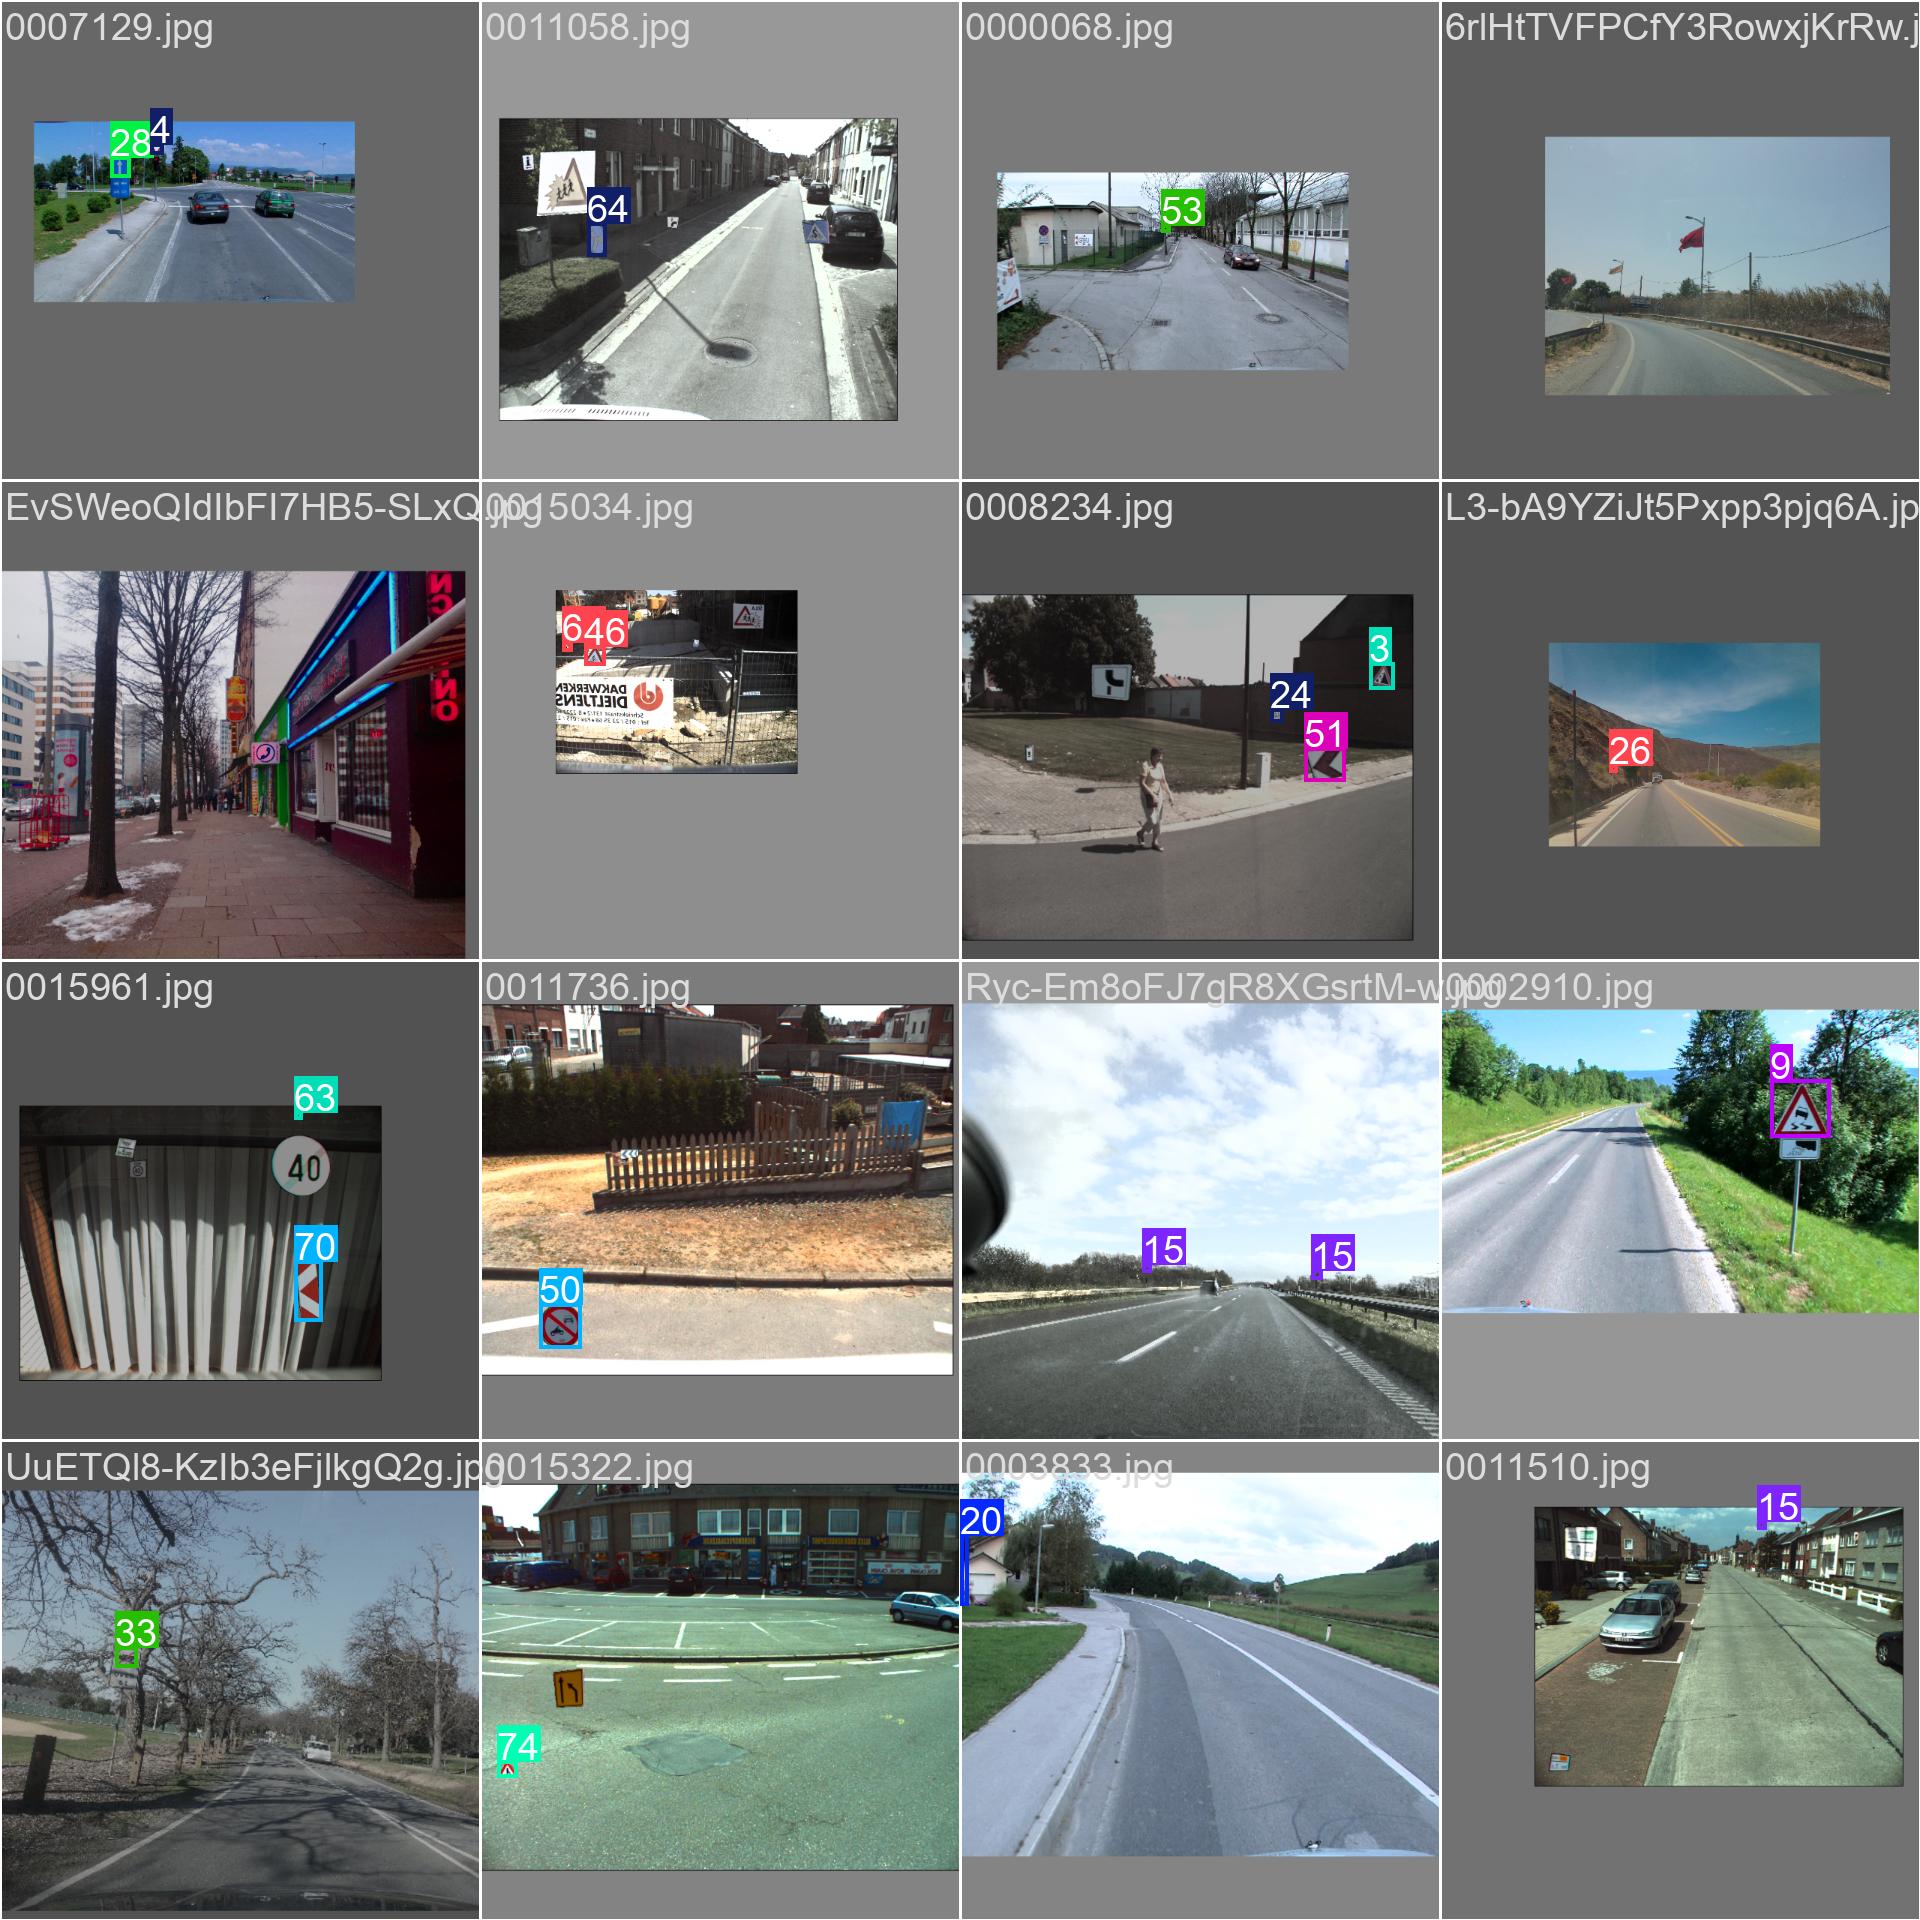 0007129.jpg
28
4
0011058.jpg
64
0000068.jpg
53
6rlHtTVFPCfY3RowxjKrRw.j
EvSWeoQIdIbFI7HB5-SLxQ.jpg
0015034.jpg
6
46
DAKWERKEN
DIELTJENS
0008234.jpg
24
3
51
L3-bA9YZiJt5Pxpp3pjq6A.jp
26
0015961.jpg
63
40
70
0011736.jpg
50
Ryc-Em8oFJ7gR8XGsrtM-w.jpg
15
15
0002910.jpg
9
UuETQl8-KzIb3eFjlkgQ2g.jpg
33
0015322.jpg
74
0003833.jpg
20
0011510.jpg
15